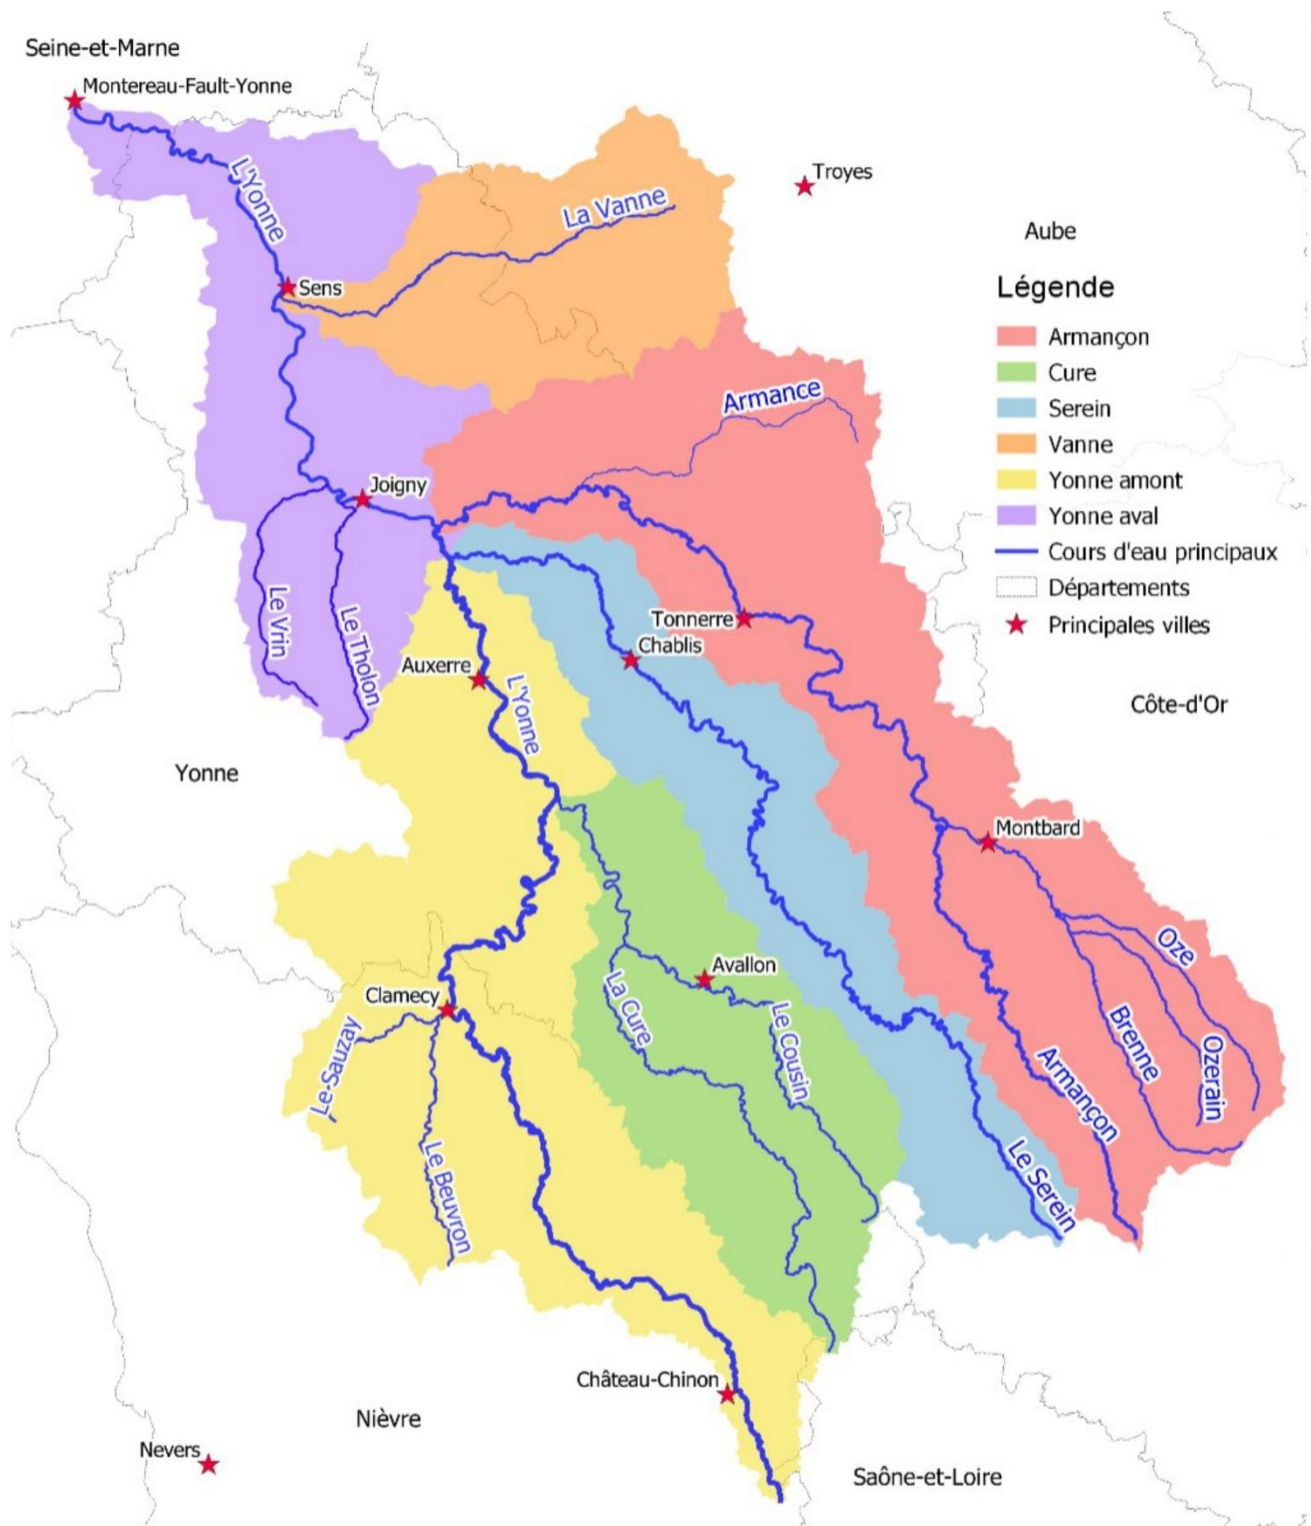 Seine-et-Marne
Montereau-Fault-Yonne
L'Yonne
La Vanne
Troyes
Aube
Sens
Légende
Armançon
Cure
Serein
Vanne
Yonne amont
Yonne aval
Cours d'eau principaux
Départements
Principales villes
Armance
Joigny
Le Vrin
Le Tholon
Tonnerre
Chablis
Auxerre
L'Yonne
Côte-d'Or
Yonne
Montbard
Oze
Avallon
La Cure
Le Cousin
Clamecy
Le-Sauzay
Brenne
Ozerain
Armançon
Le Beuvron
Le Serein
Château-Chinon
Nièvre
Nevers
Saône-et-Loire